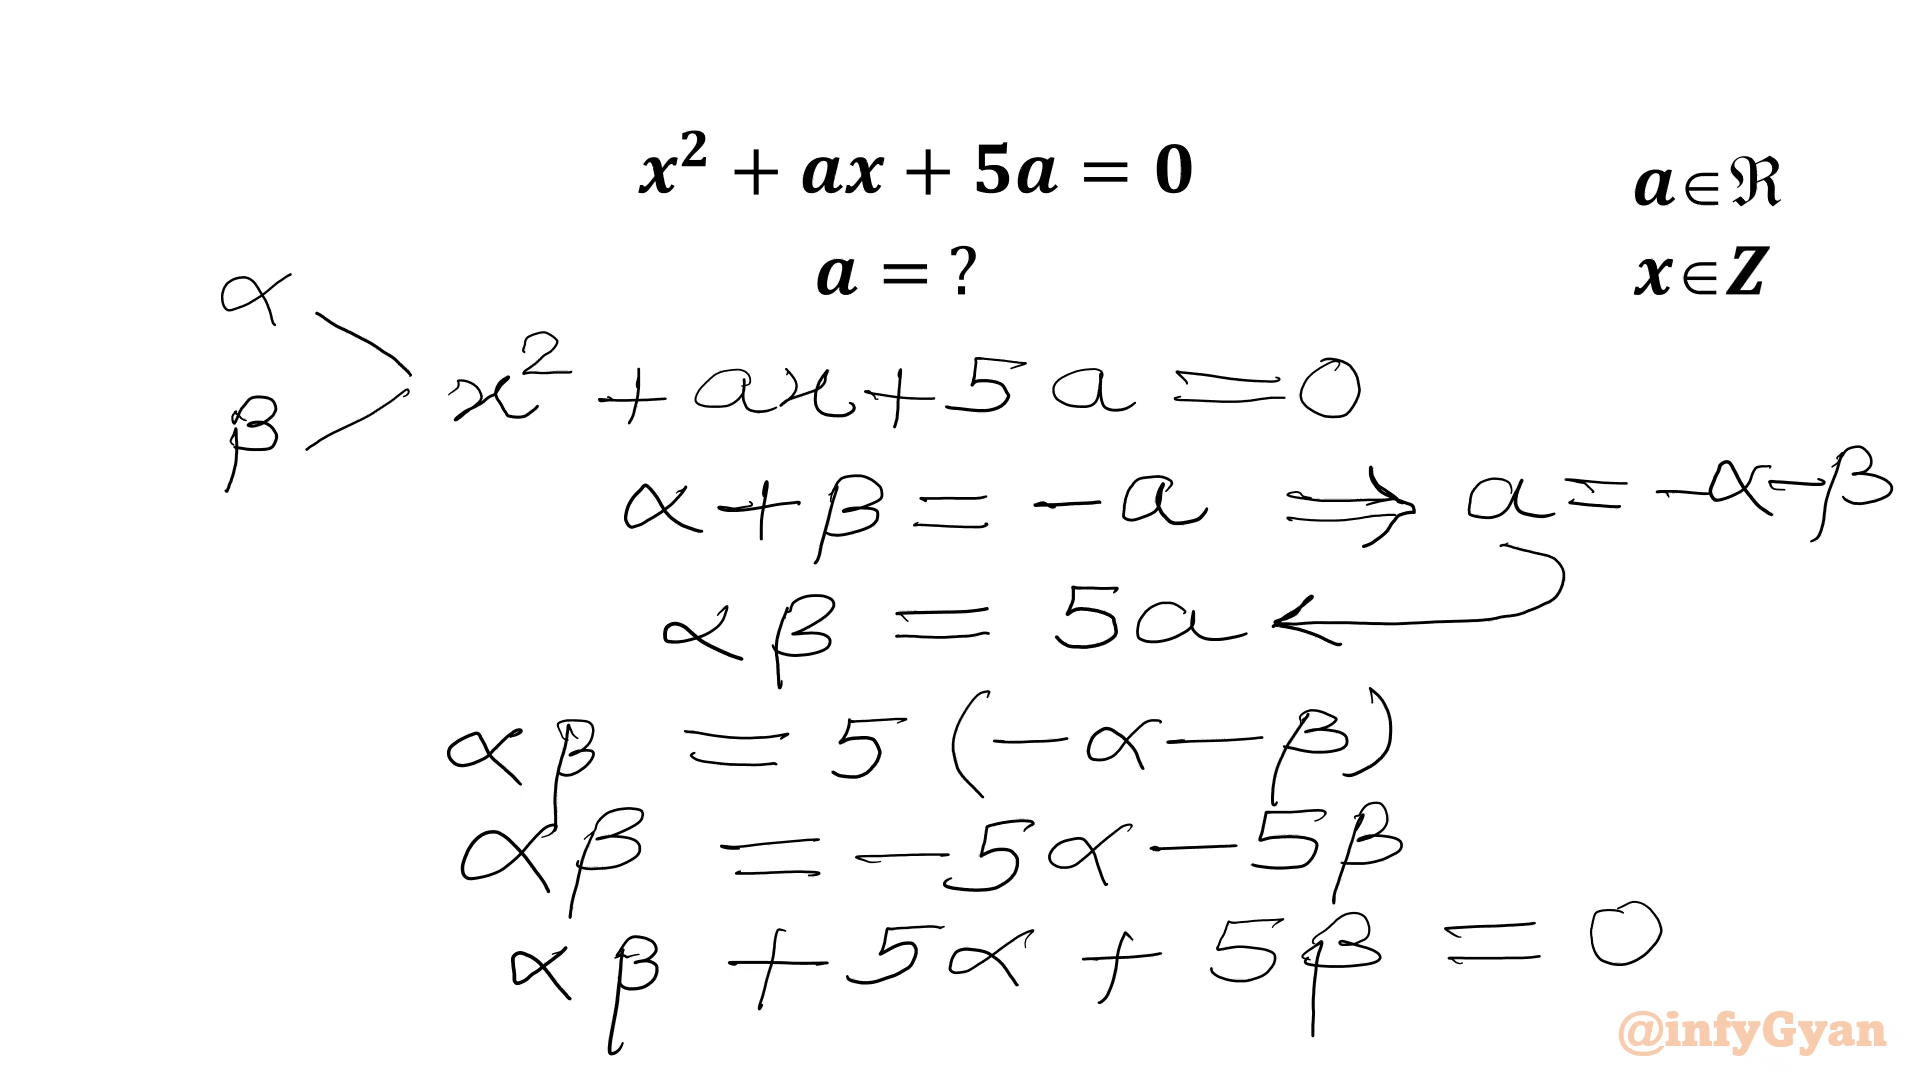 x² + ax + 5a = 0
a∈ℜ
a = ?
x∈Z
α
β
x² + ax + 5a = 0
α + β = -a ⇒ a = -α-β
αβ = 5a
αβ = 5(-α-β)
αβ = -5α-5β
αβ + 5α + 5β = 0
@infyGyan